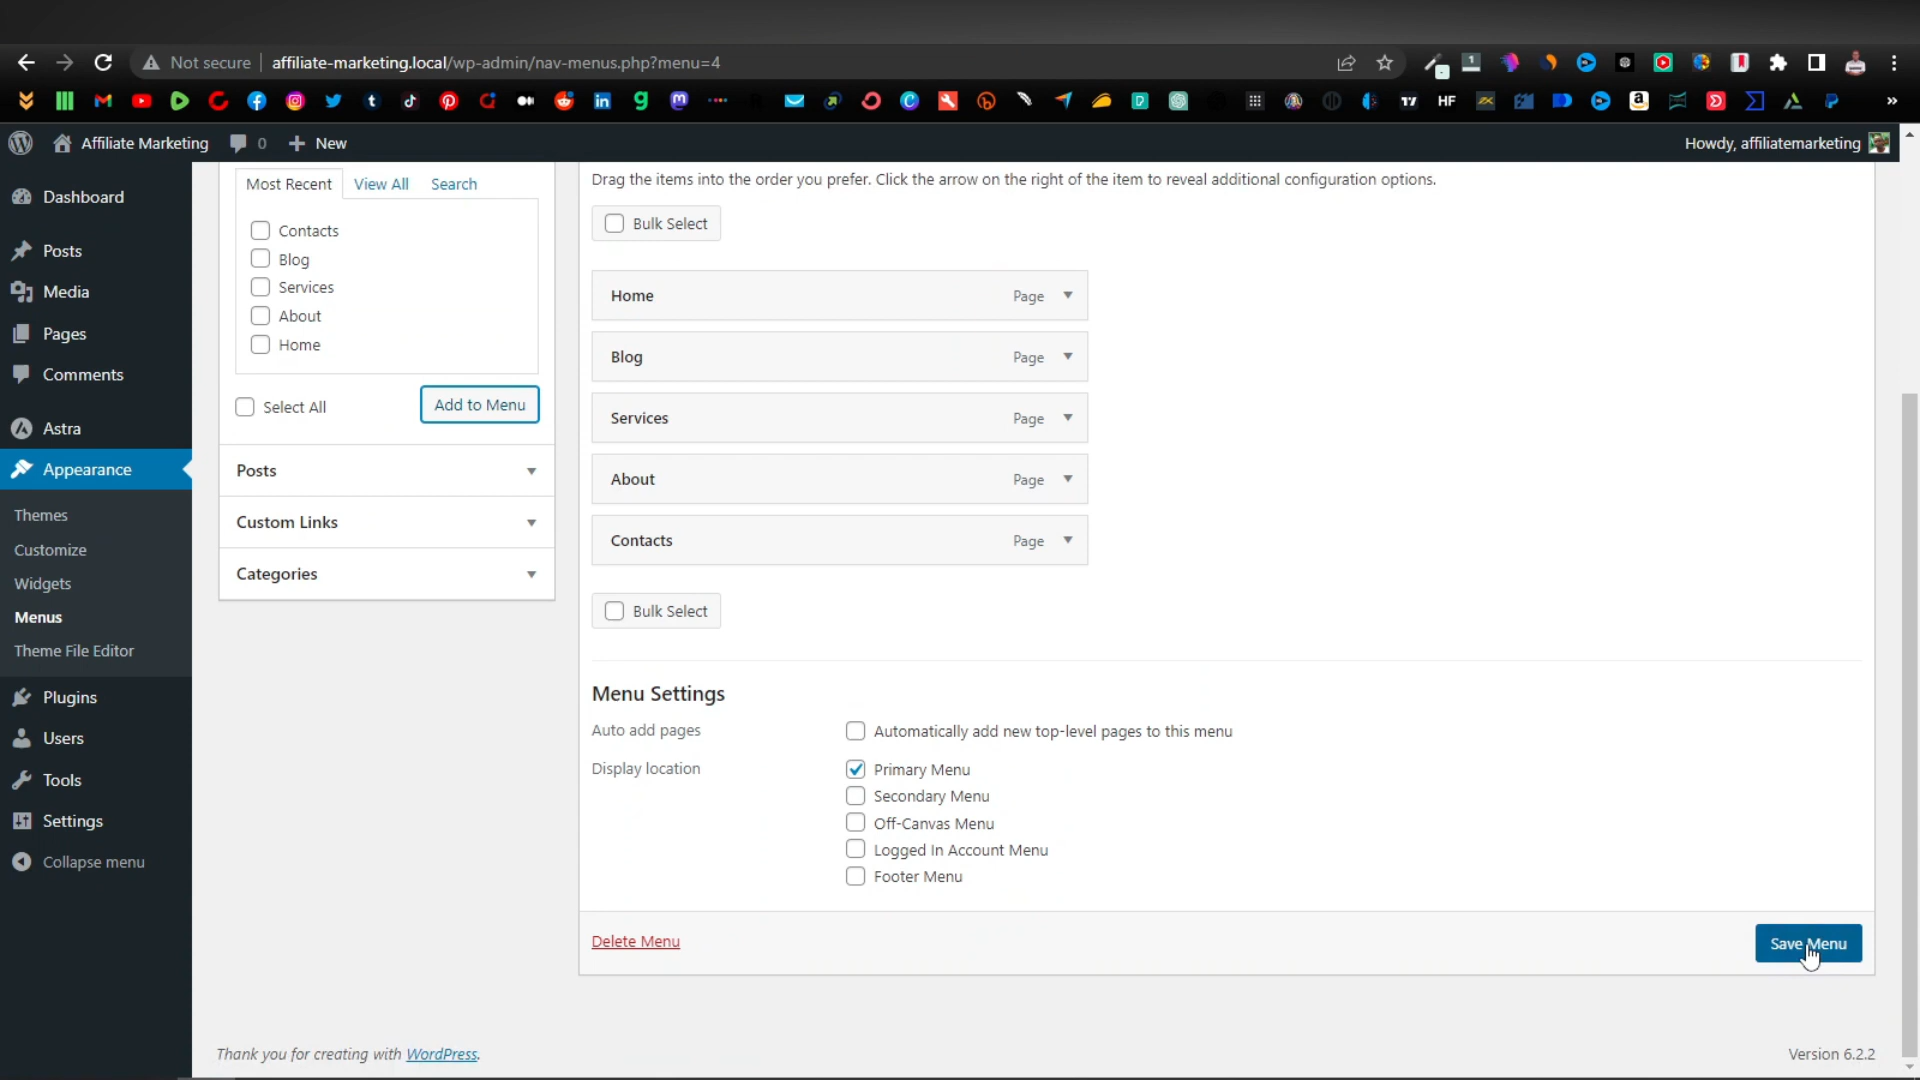 Not secure | affiliate-marketing.local/wp-admin/nav-menus.php?menu=4
Affiliate Marketing 0 New
Howdy, affiliatemarketing
Dashboard
Posts
Media
Pages
Comments
Astra
Appearance
Themes
Customize
Widgets
Menus
Theme File Editor
Plugins
Users
Tools
Settings
Collapse menu
Most Recent View All Search
Contacts
Blog
Services
About
Home
Select All Add to Menu
Posts
Custom Links
Categories
Drag the items into the order you prefer. Click the arrow on the right of the item to reveal additional configuration options.
Bulk Select
Home Page
Blog Page
Services Page
About Page
Contacts Page
Bulk Select
Menu Settings
Auto add pages Automatically add new top-level pages to this menu
Display location Primary Menu
Secondary Menu
Off-Canvas Menu
Logged In Account Menu
Footer Menu
Delete Menu Save Menu
Thank you for creating with WordPress.
Version 6.2.2